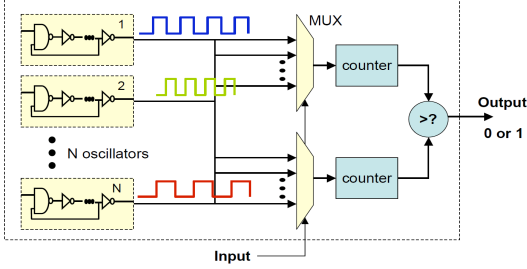 1
MUX
counter
2
Output
>?
0 or 1
N oscillators
counter
N
Input